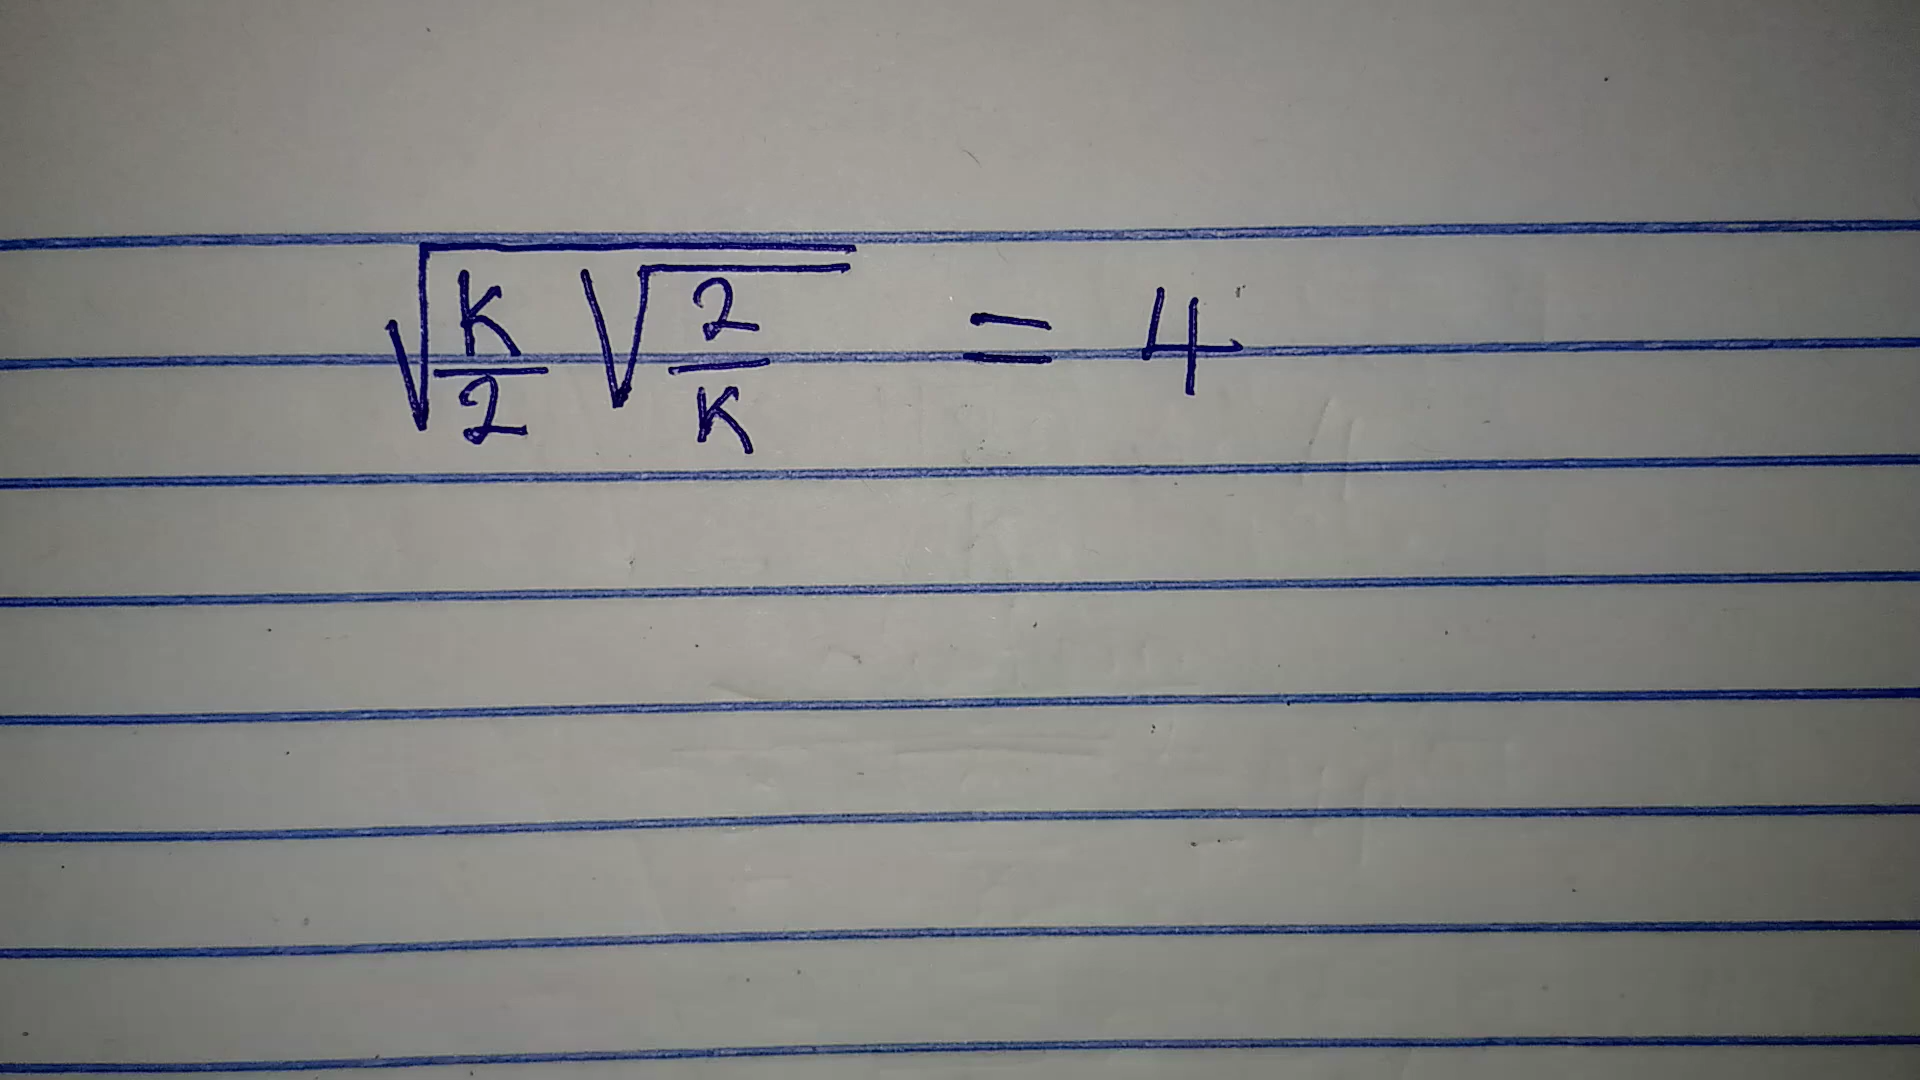 √(K/2 √(2/K)) = 4